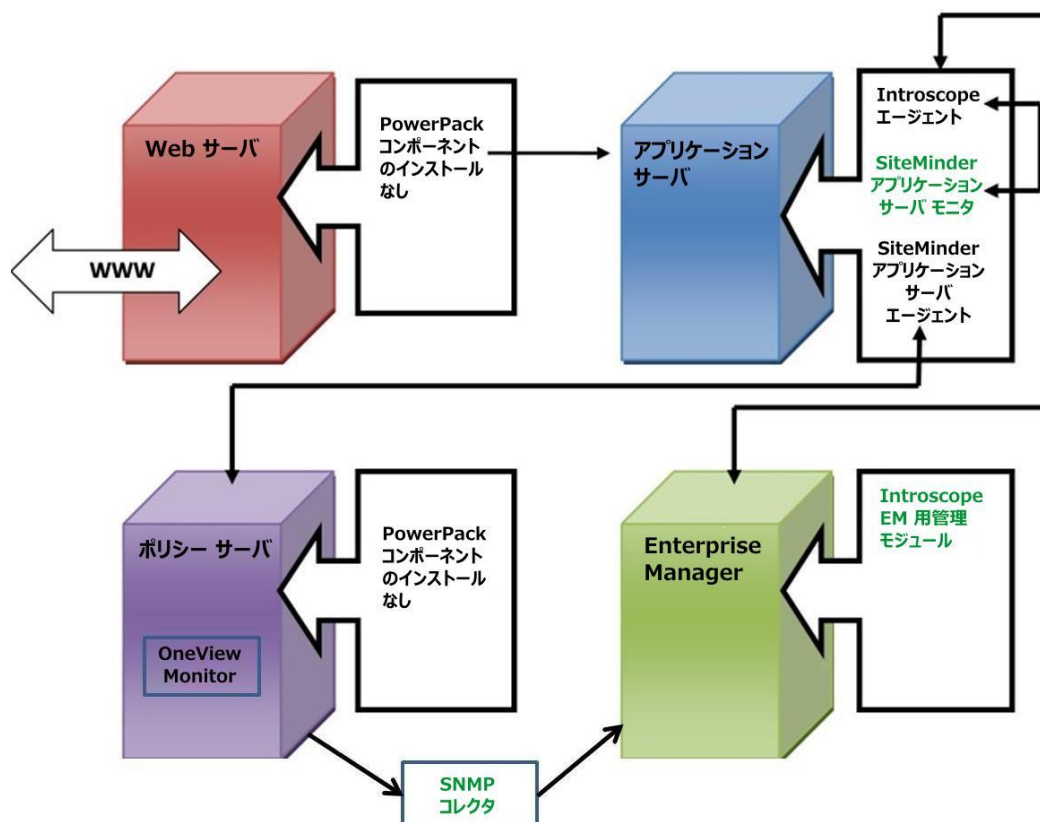 Web サーバ
PowerPack
コンポーネント
のインストール
なし
WWW
アプリケーション
サーバ
Introscope
エージェント
SiteMinder
アプリケーション
サーバ モニタ
SiteMinder
アプリケーション
サーバ
エージェント
ポリシー サーバ
OneView
Monitor
PowerPack
コンポーネント
のインストール
なし
Enterprise
Manager
Introscope
EM 用管理
モジュール
SNMP
コレクタ